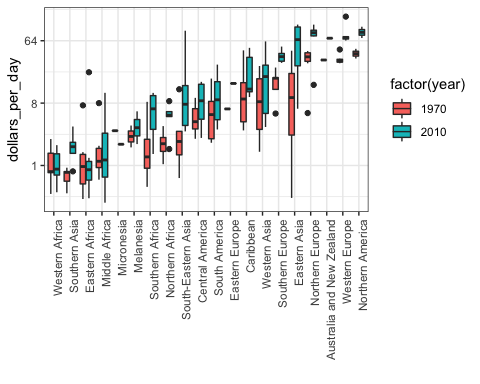 dollars_per_day
64
8
1
Western Africa
Southern Asia
Eastern Africa
Middle Africa
Micronesia
Melanesia
Southern Africa
Northern Africa
South-Eastern Asia
Central America
South America
Eastern Europe
Caribbean
Western Asia
Southern Europe
Eastern Asia
Northern Europe
Australia and New Zealand
Western Europe
Northern America
factor(year)
1970
2010